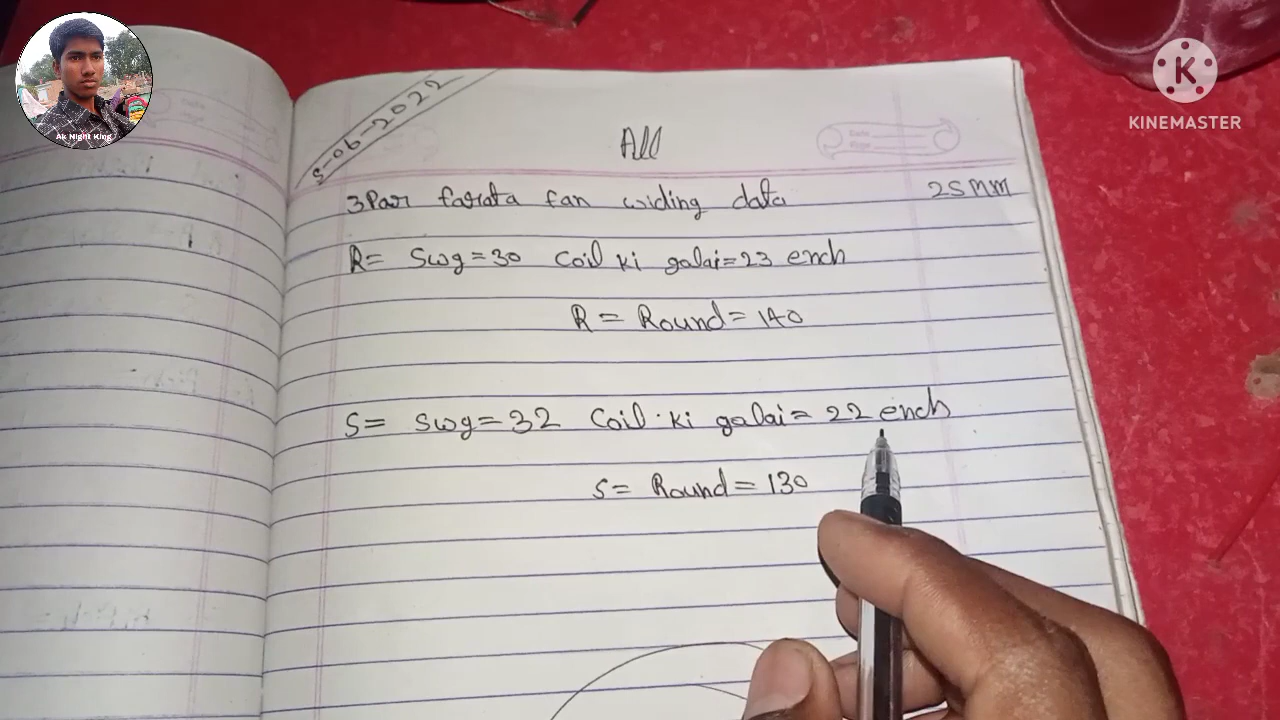 Ak Night King
KINEMASTER
5-06-2022
All
3Par farata fan widing data 25MM
R= Swg=30 Coil ki galai=23 ench
R = Round = 140
S= Swg=32 Coil ki galai= 22 ench
S= Round = 130